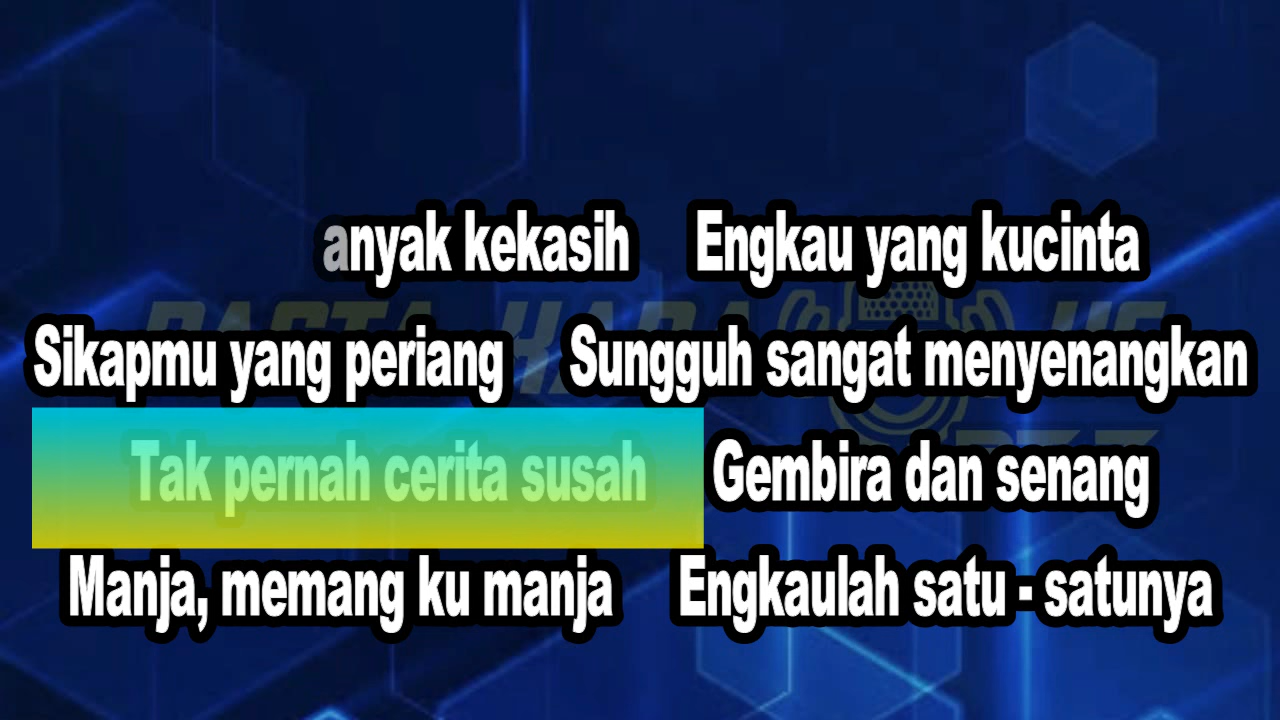 anyak kekasih Engkau yang kucinta
Sikapmu yang periang Sungguh sangat menyenangkan
Tak pernah cerita susah Gembira dan senang
Manja, memang ku manja Engkaulah satu - satunya